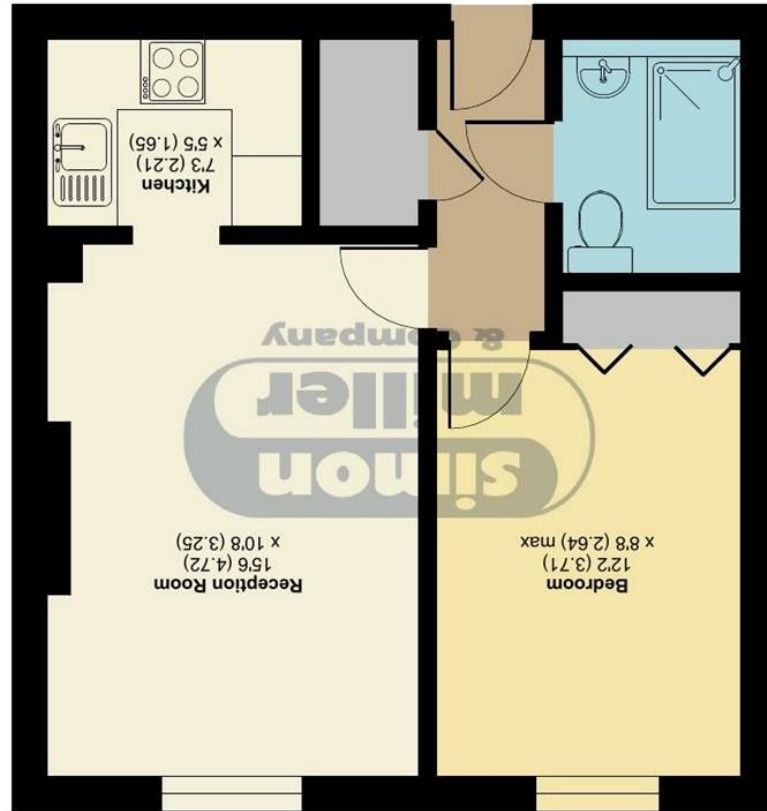 Bedroom
12'2 (3.71)
x 8'8 (2.64) max
Reception Room
15'6 (4.72)
x 10'8 (3.25)
simon
miller
& company
Kitchen
7'3 (2.21)
x 5'5 (1.65)